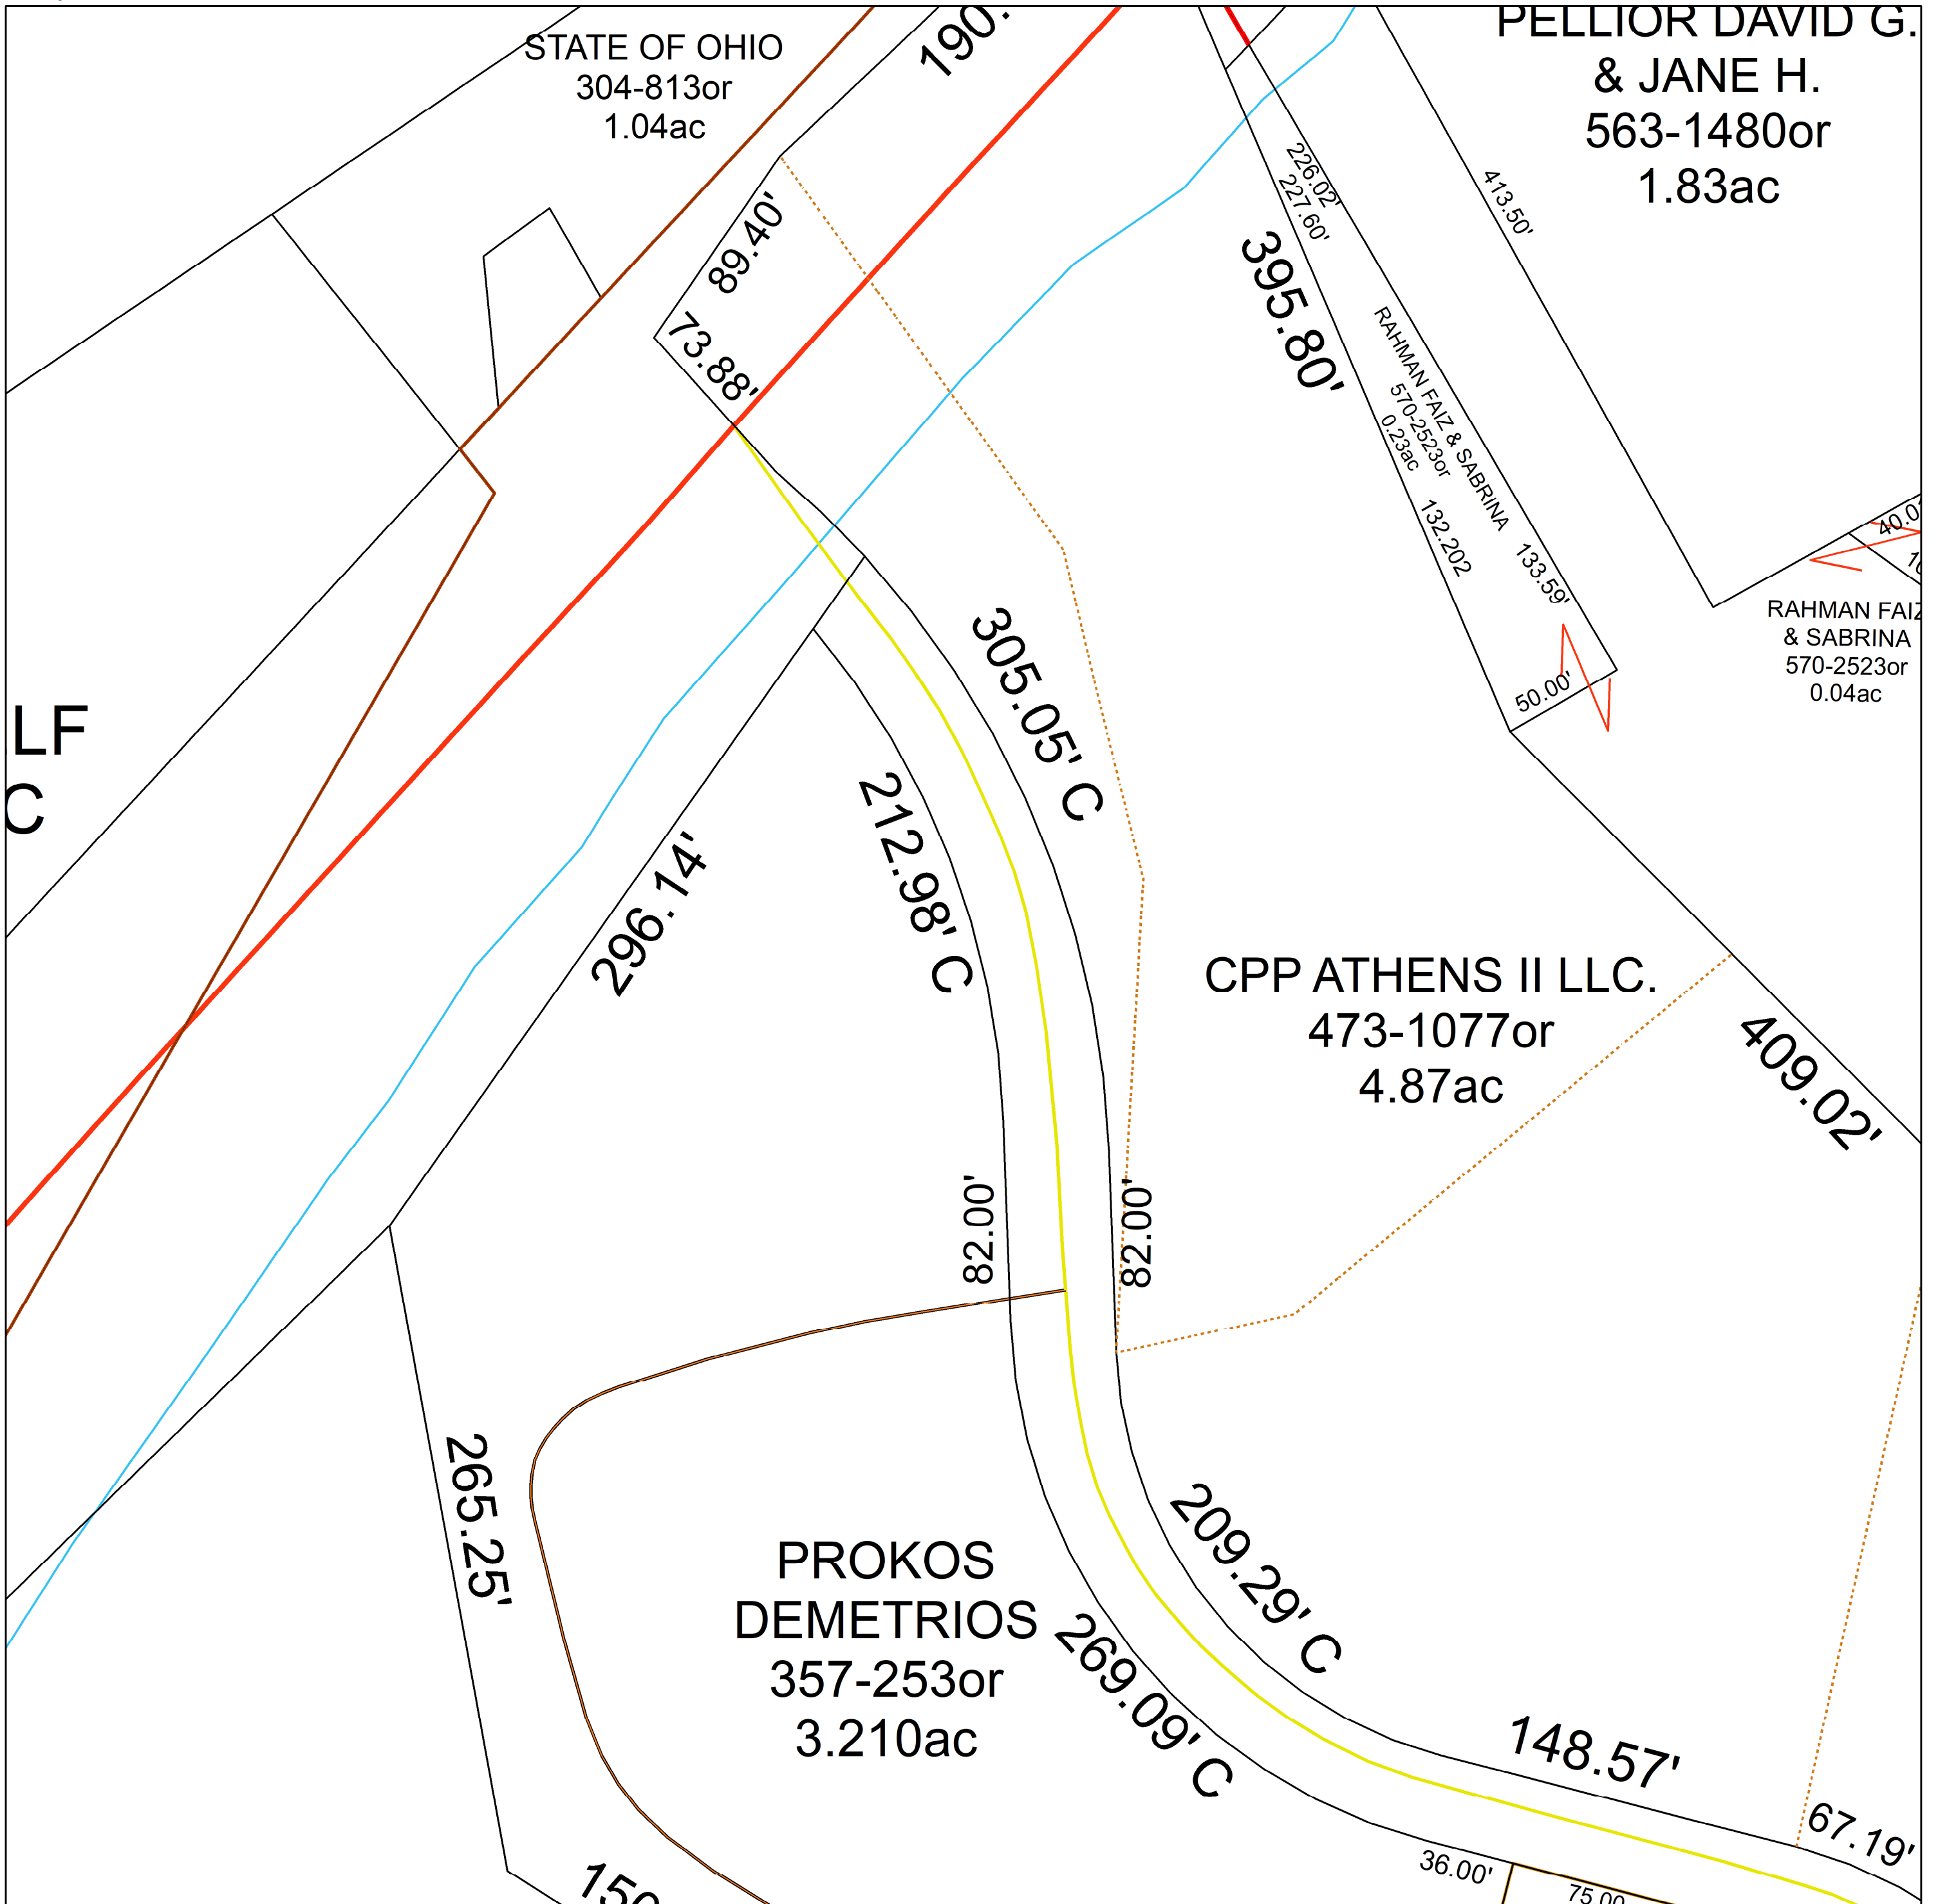 STATE OF OHIO
304-813or
1.04ac
190.
PELLIOR DAVID G.
& JANE H.
563-1480or
1.83ac
89.40'
73.88'
226.02'
227.60'
395.80'
413.50'
RAHMAN FAIZ & SABRINA
570-2523or
0.23ac
132.202
133.59'
50.00'
40.0
10
RAHMAN FAIZ
& SABRINA
570-2523or
0.04ac
LF
C
305.05' C
212.98' C
296.14'
CPP ATHENS II LLC.
473-1077or
4.87ac
409.02'
82.00'
82.00'
265.25'
PROKOS
DEMETRIOS
357-253or
3.210ac
209.29' C
269.09' C
148.57'
67.19'
36.00'
75.00